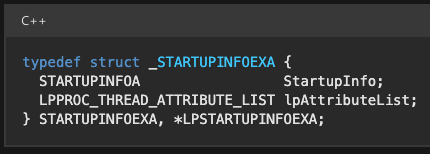 C++
typedef struct _STARTUPINFOEXA {
  STARTUPINFOA                 StartupInfo;
  LPPROC_THREAD_ATTRIBUTE_LIST lpAttributeList;
} STARTUPINFOEXA, *LPSTARTUPINFOEXA;